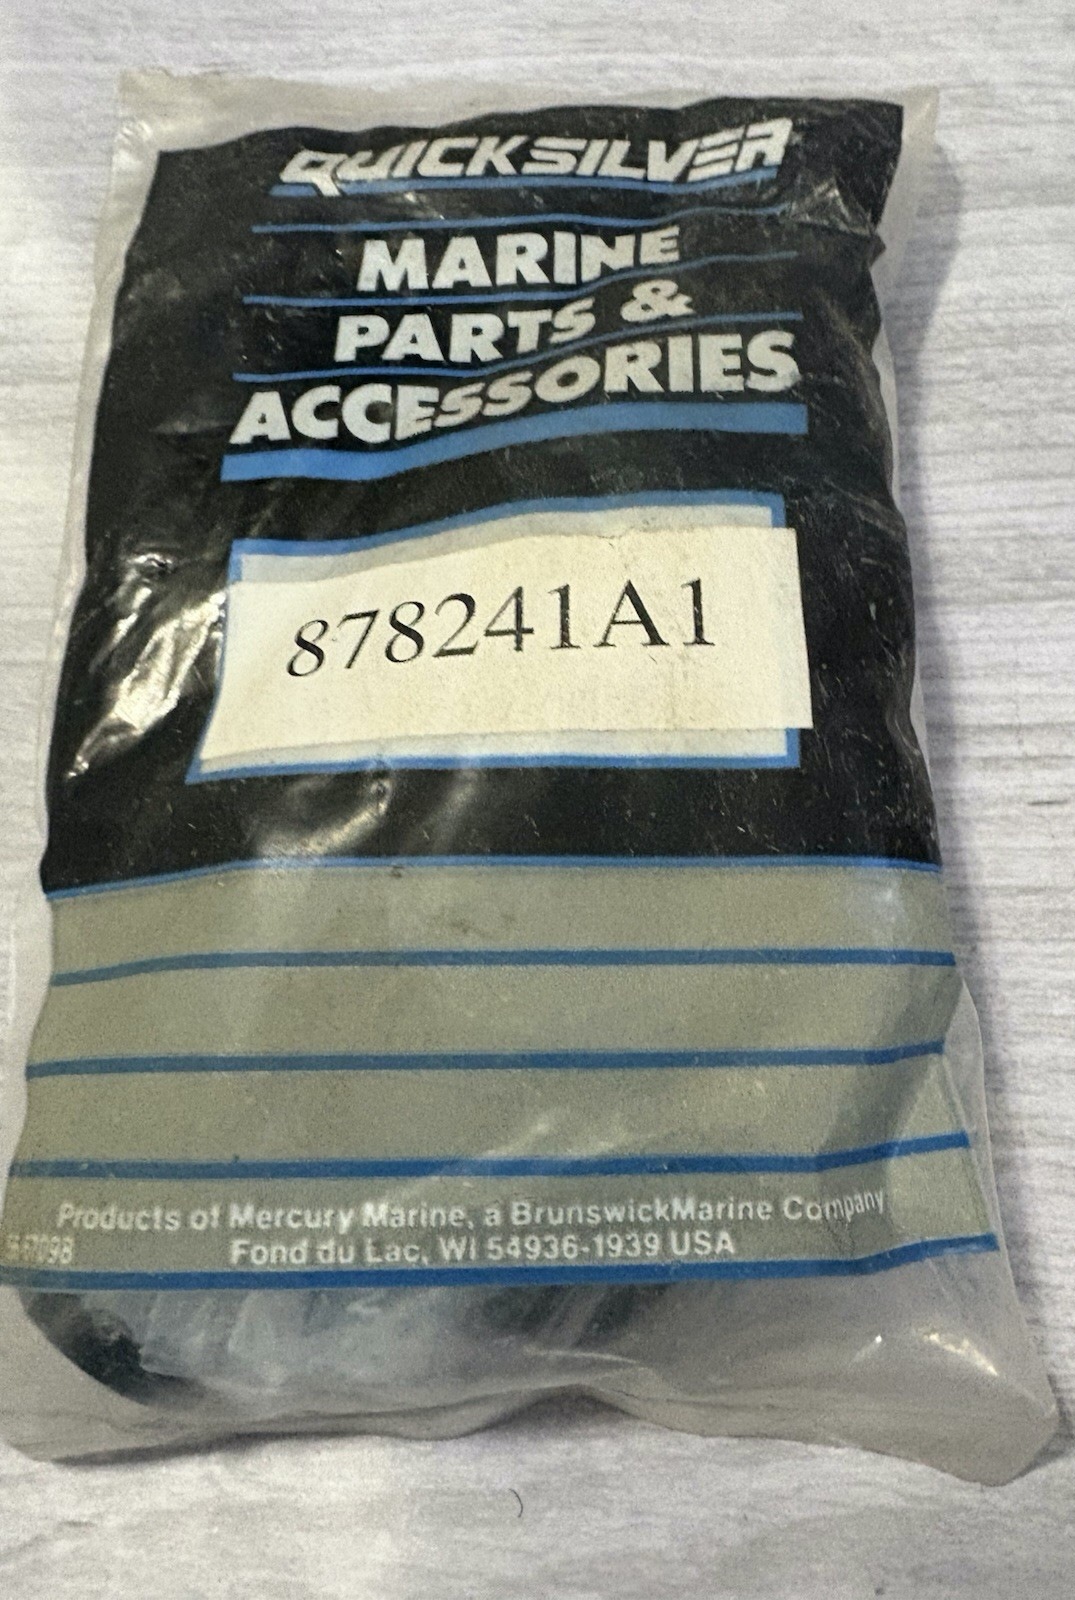 QUICKSILVER
MARINE
PARTS &
ACCESSORIES
878241A1
Products of Mercury Marine, a BrunswickMarine Company
Fond du Lac, WI 54936-1939 USA